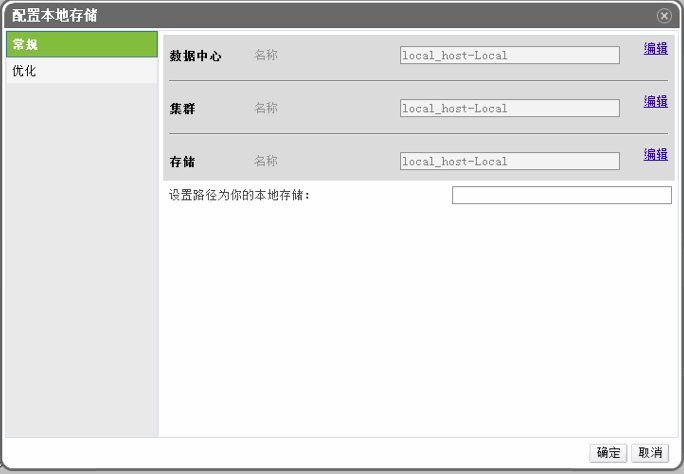 配置本地存储
常规
优化
数据中心 名称 local_host-Local 编辑
集群 名称 local_host-Local 编辑
存储 名称 local_host-Local 编辑
设置路径为你的本地存储:
确定 取消